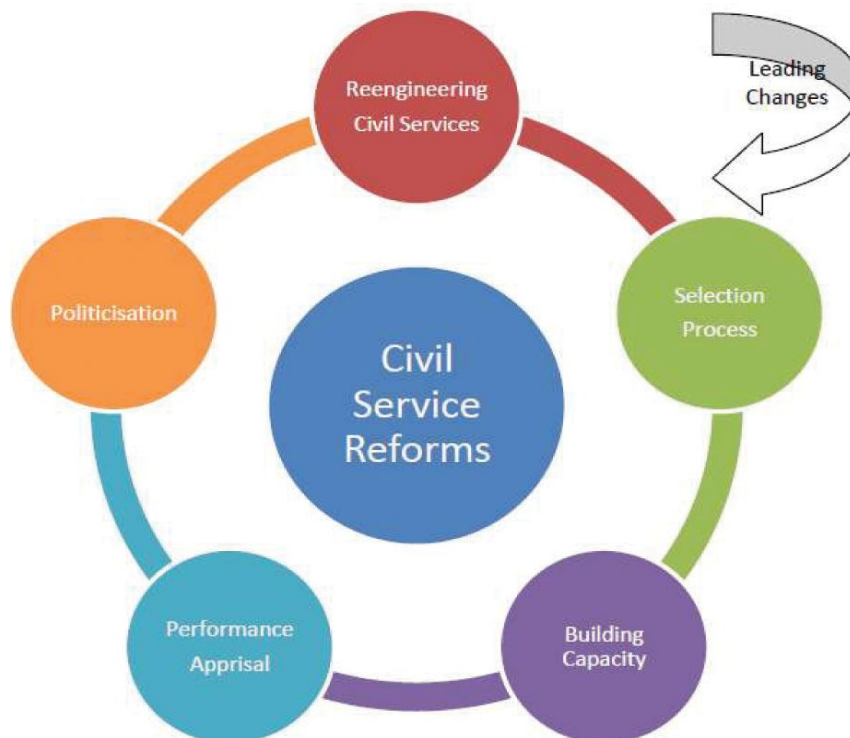 Reengineering
Civil Services
Leading
Changes
Selection
Process
Politicisation
Civil
Service
Reforms
Performance
Apprisal
Building
Capacity